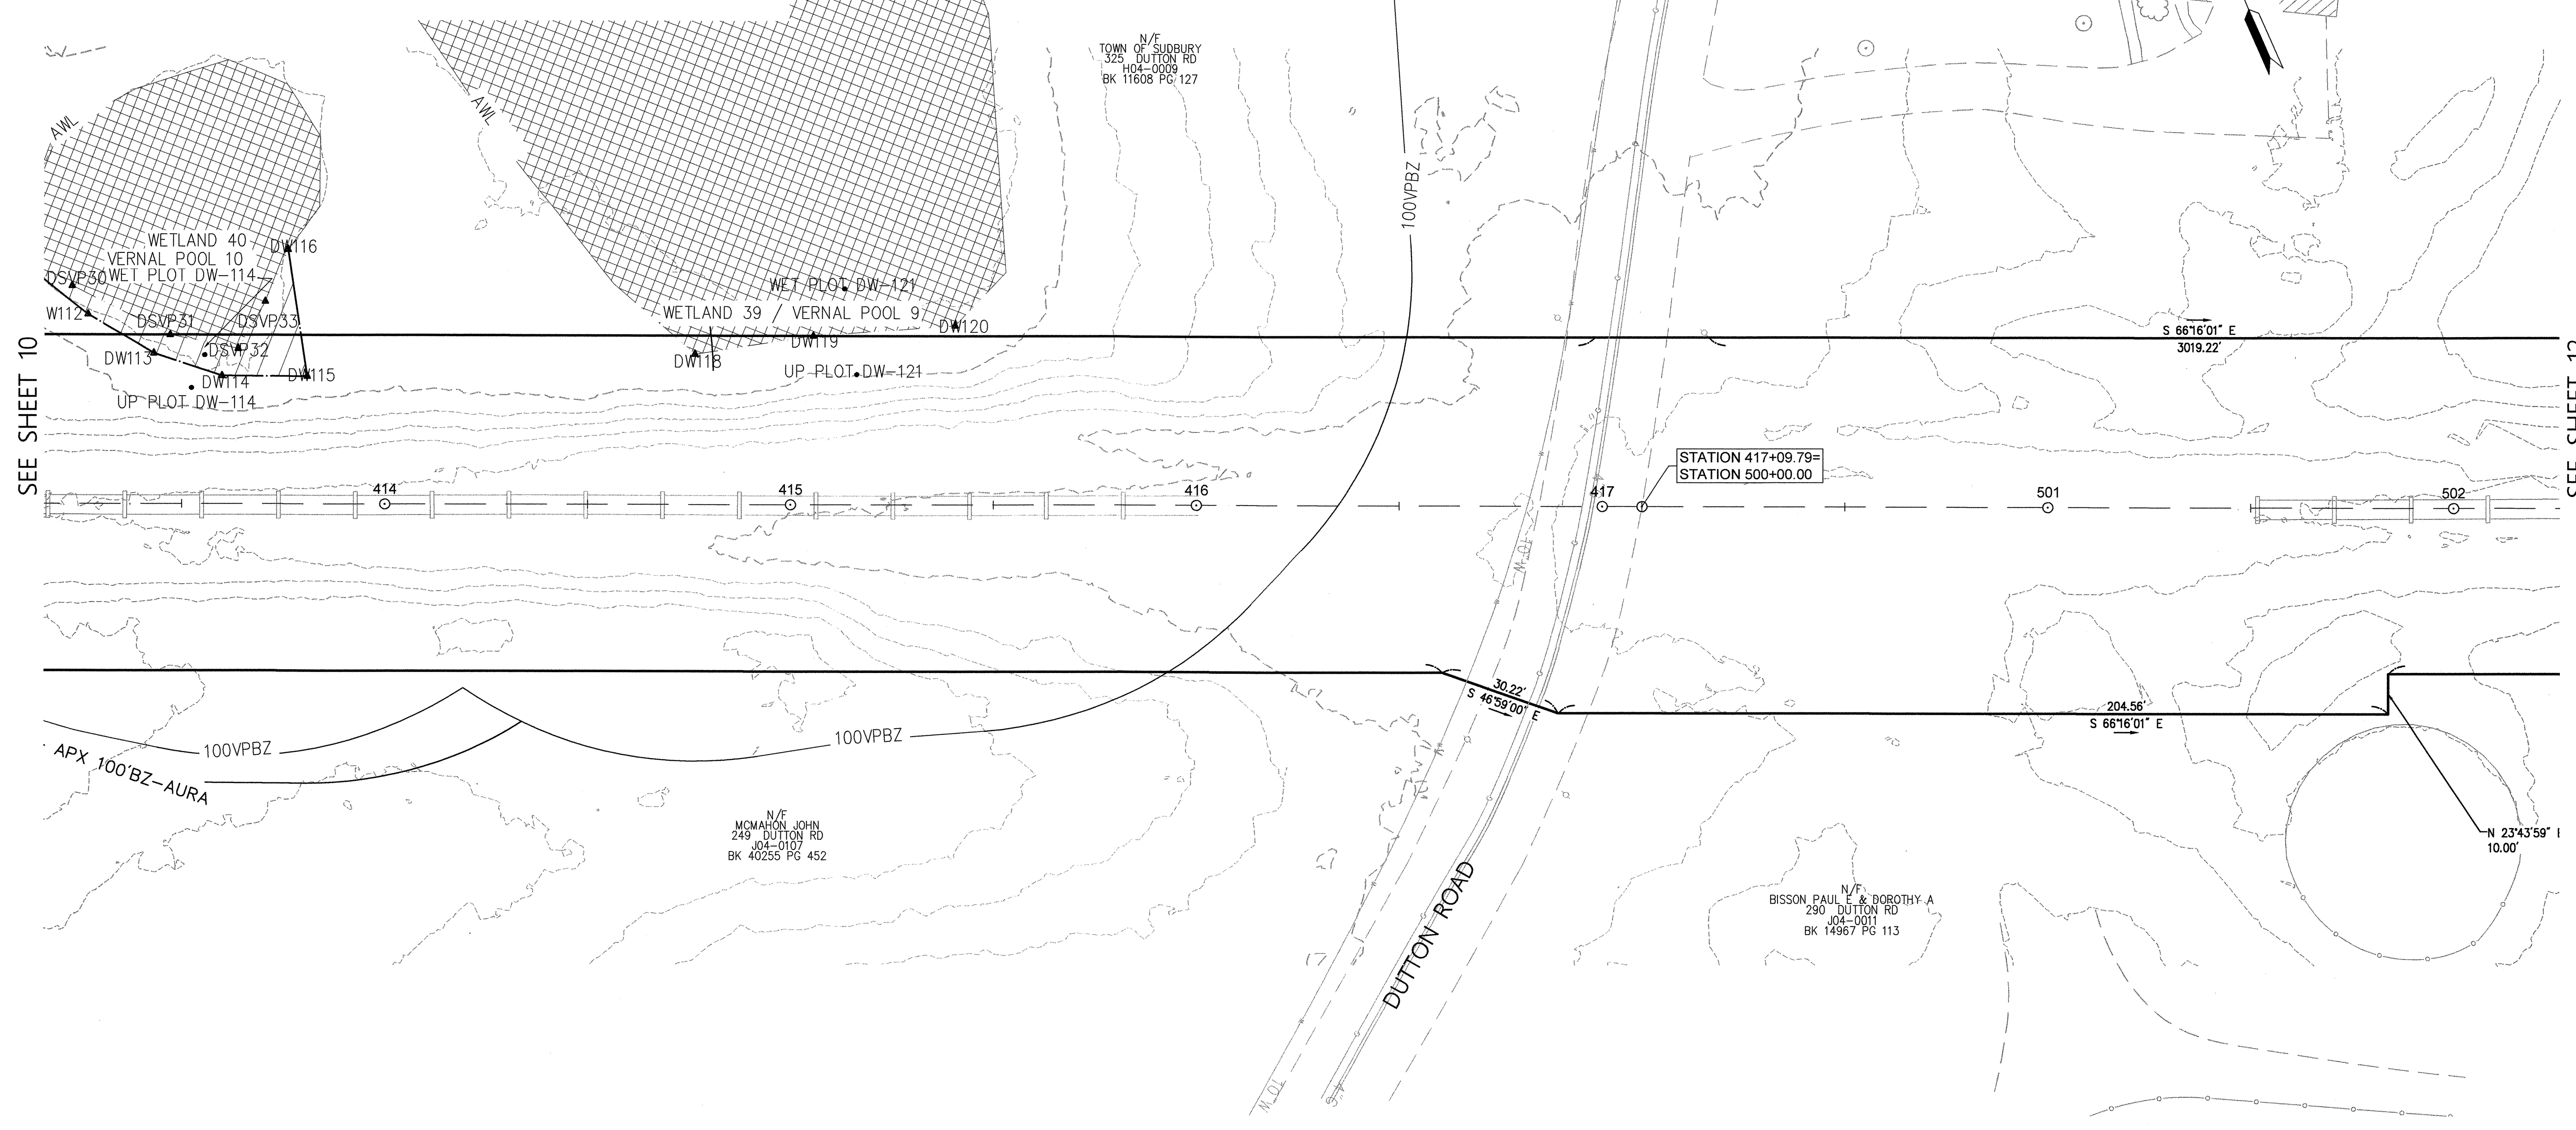 N/F
TOWN OF SUDBURY
325 DUTTON RD
H04-0009
BK 11608 PG 127
AWL
AWL
100VPBZ
WETLAND 40
VERNAL POOL 10
WET PLOT DW-114
DW116
DSVP30
W112
DSVP31
DSVP33
DW113
DSVP32
DW114
DW115
UP PLOT DW-114
WET PLOT DW-121
WETLAND 39 / VERNAL POOL 9
DW120
DW119
DW118
UP PLOT DW-121
S 66°16'01" E
3019.22'
SEE SHEET 10
SEE SHEET 12
STATION 417+09.79=
STATION 500+00.00
414
415
416
417
501
502
10"W
30.22'
S 46°59'00" E
204.56'
S 66°16'01" E
100VPBZ
100VPBZ
APX 100'BZ-AURA
N/F
MCMAHON JOHN
249 DUTTON RD
J04-0107
BK 40255 PG 452
N 23°43'59" E
10.00'
N/F
BISSON PAUL E & DOROTHY A
290 DUTTON RD
J04-0011
BK 14967 PG 113
DUTTON ROAD
10"W